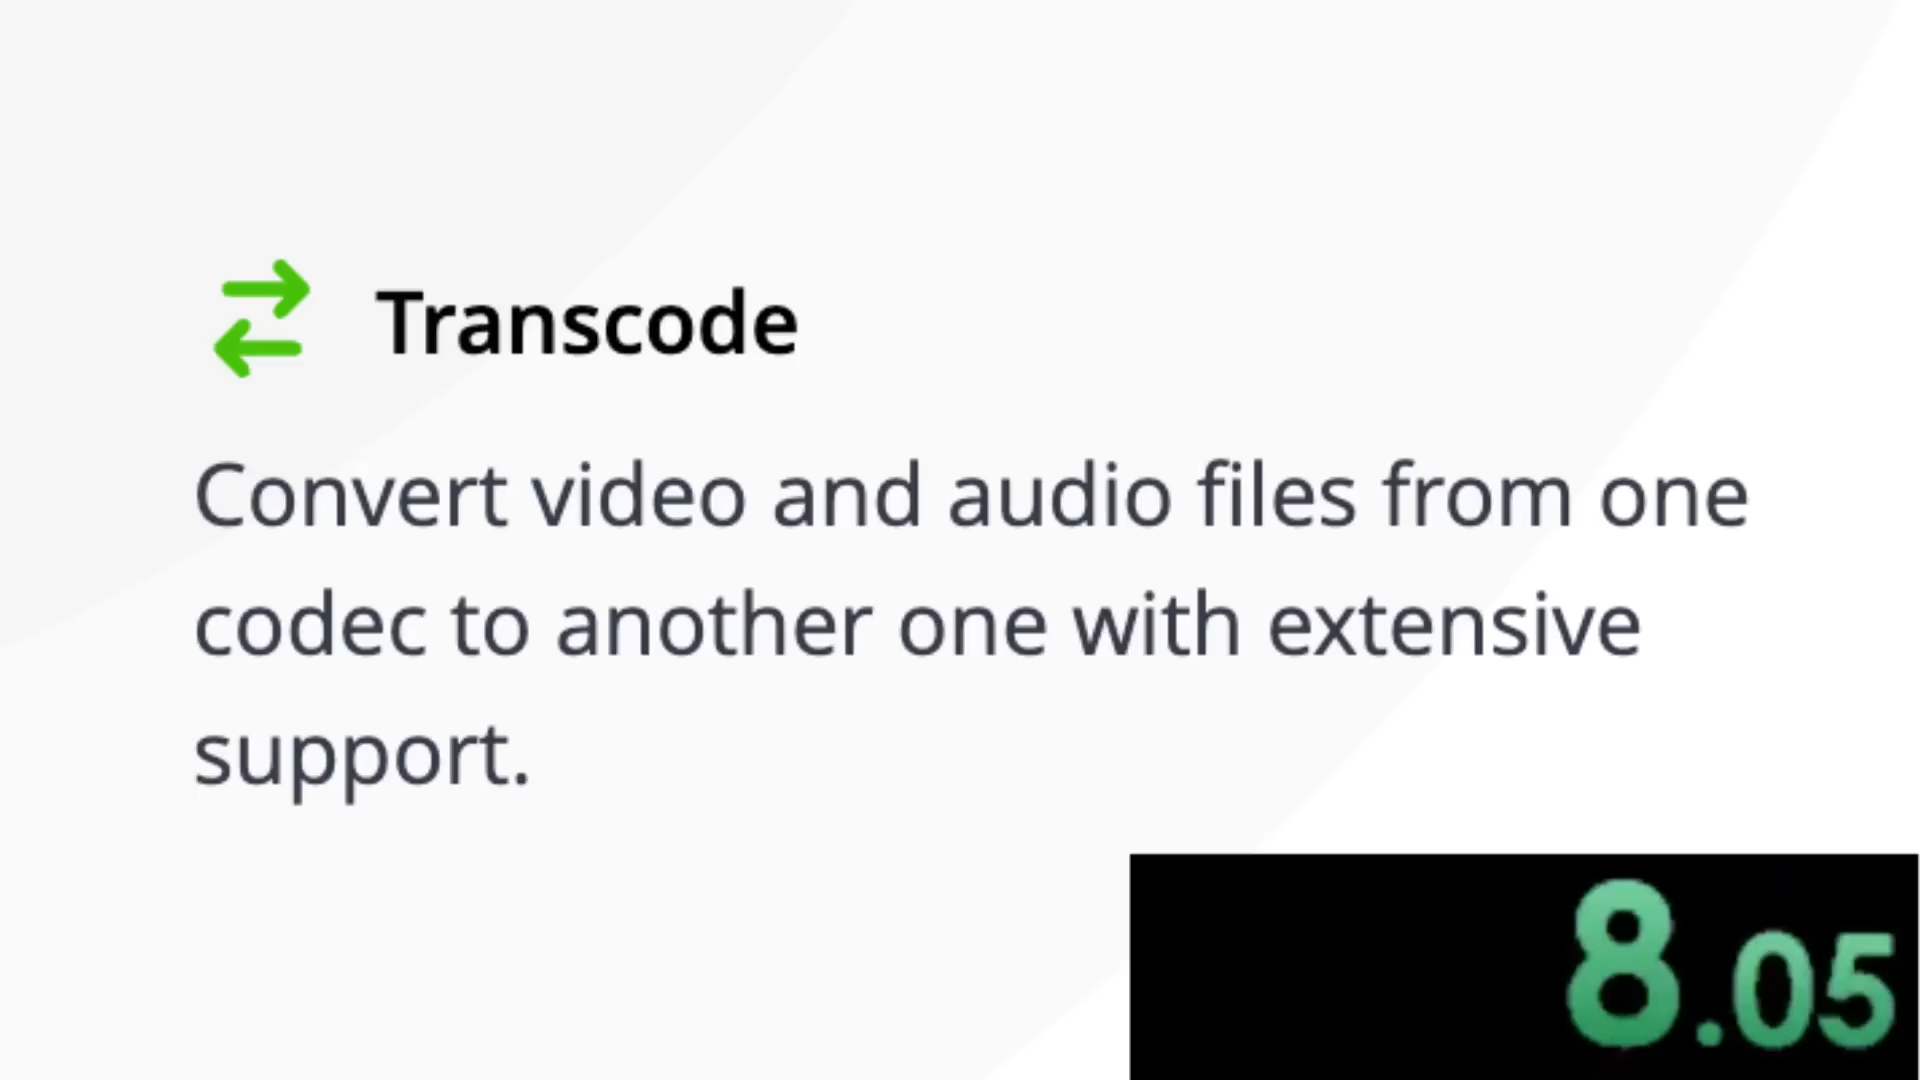 Transcode
Convert video and audio files from one
codec to another one with extensive
support.
8.05